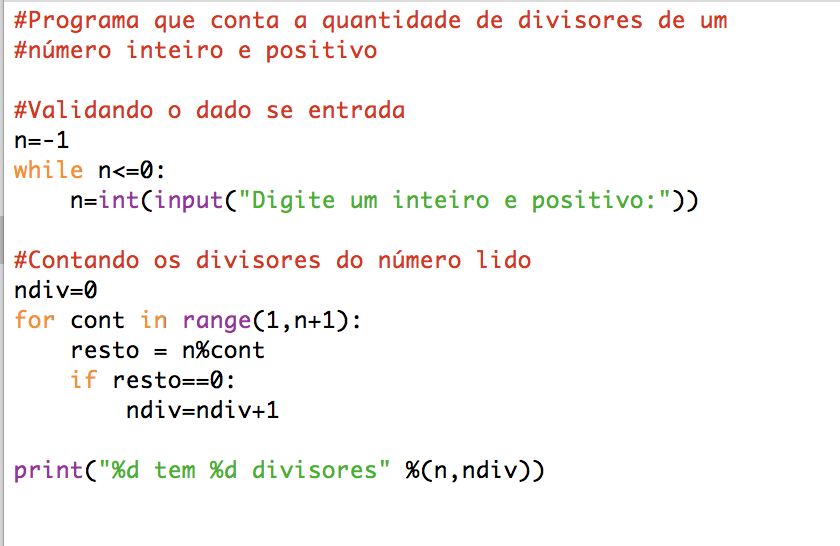 #Programa que conta a quantidade de divisores de um
#número inteiro e positivo
#Validando o dado se entrada
n=-1
while n<=0:
    n=int(input("Digite um inteiro e positivo:"))
#Contando os divisores do número lido
ndiv=0
for cont in range(1,n+1):
    resto = n%cont
    if resto==0:
        ndiv=ndiv+1
print("%d tem %d divisores" %(n,ndiv))